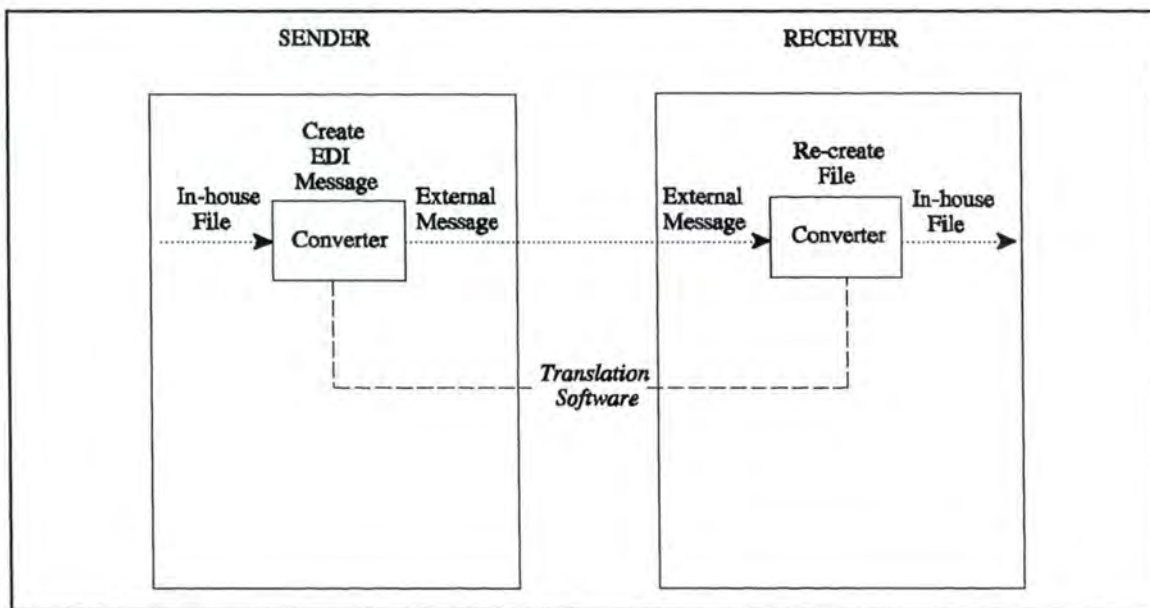 SENDER
RECEIVER
Create
EDI
Message
In-house
File
Converter
External
Message
External
Message
Re-create
File
Converter
In-house
File
Translation
Software